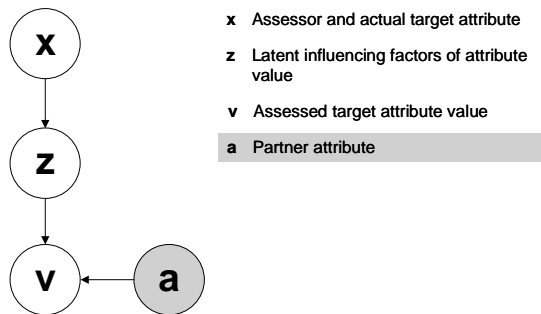 x
x Assessor and actual target attribute
z Latent influencing factors of attribute
value
v Assessed target attribute value
a Partner attribute
z
v
a